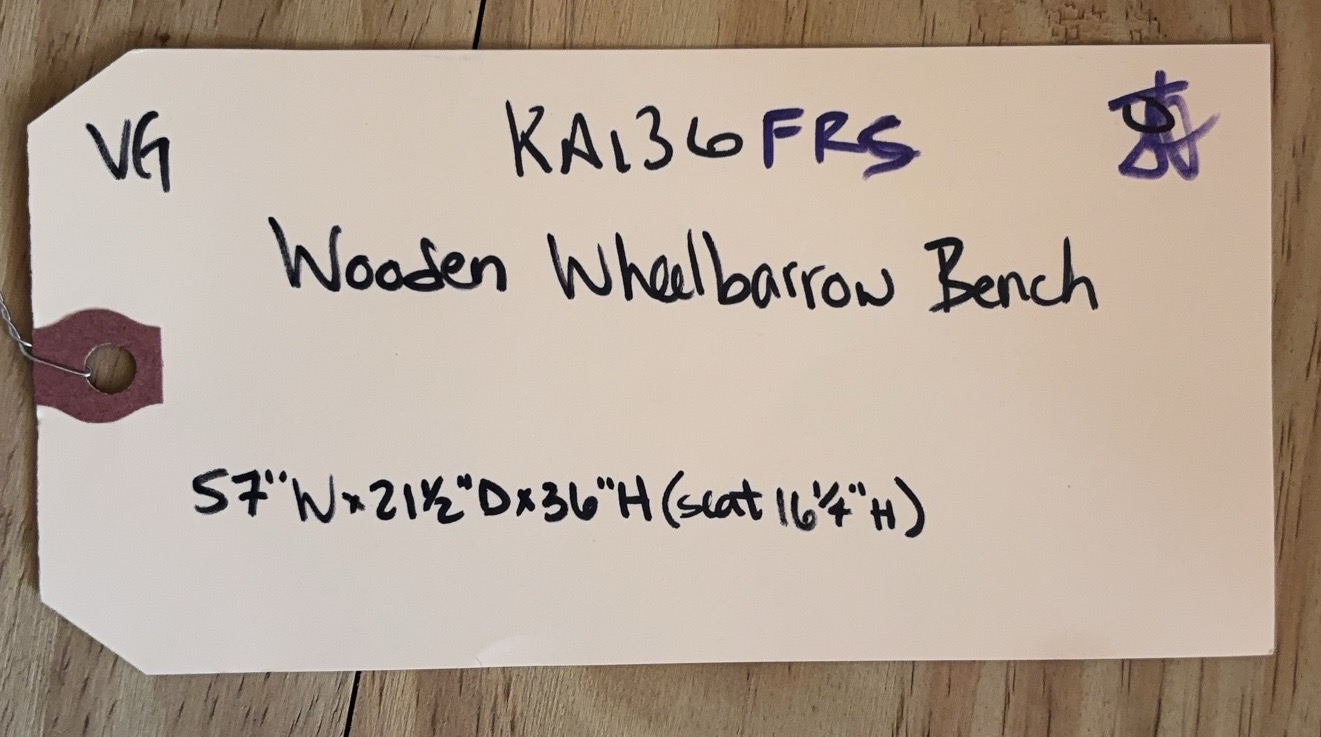 VG KA136FRS
Wooden Wheelbarrow Bench
57"W x 21½"D x 36"H (seat 16¼"H)